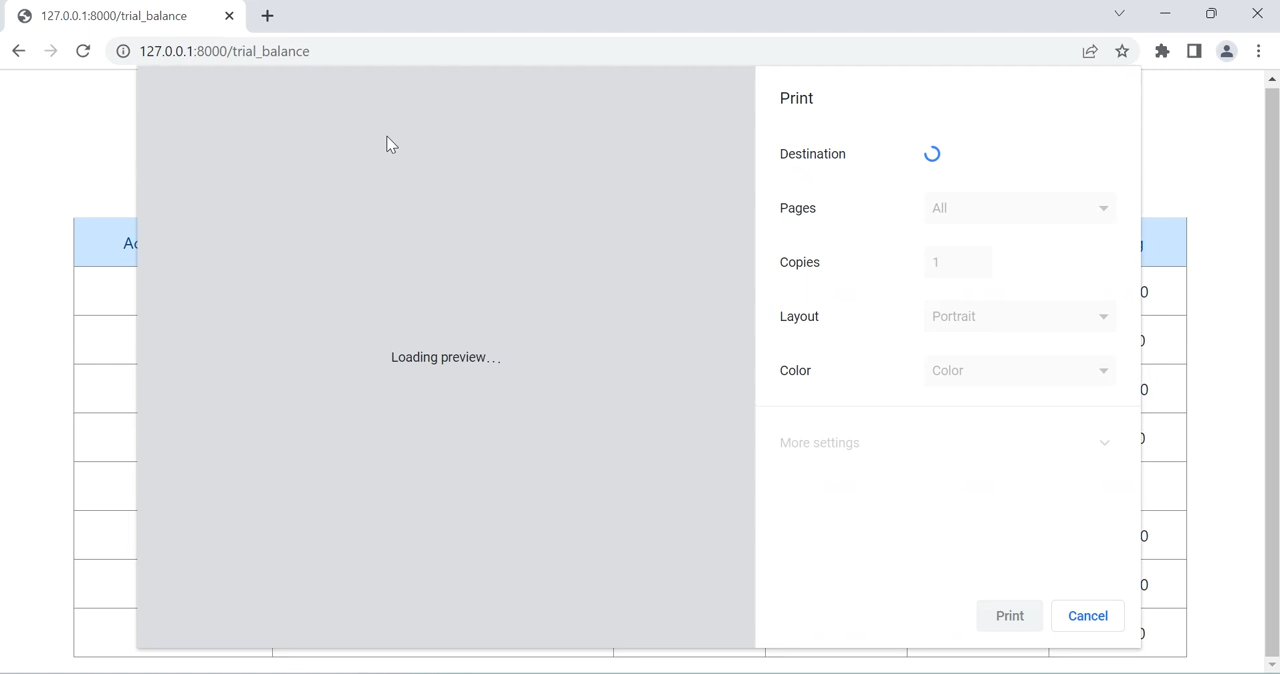 127.0.0.1:8000/trial_balance
127.0.0.1:8000/trial_balance
Print
Destination
Pages All
Copies 1
Layout Portrait
Loading preview...
Color Color
More settings
Print Cancel